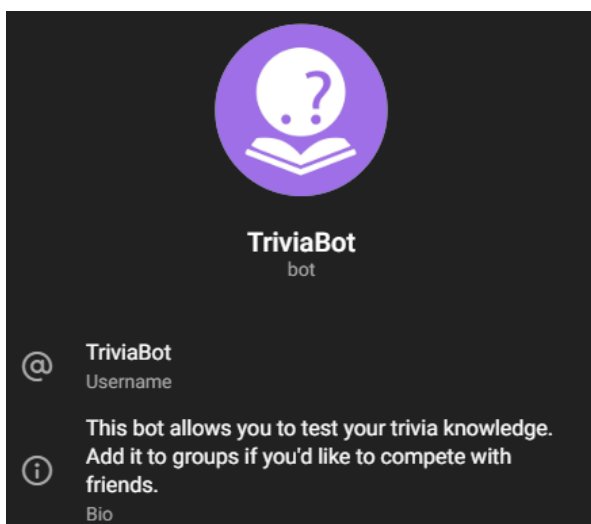 ?
TriviaBot
bot
@
TriviaBot
Username
This bot allows you to test your trivia knowledge.
Add it to groups if you'd like to compete with
friends.
Bio